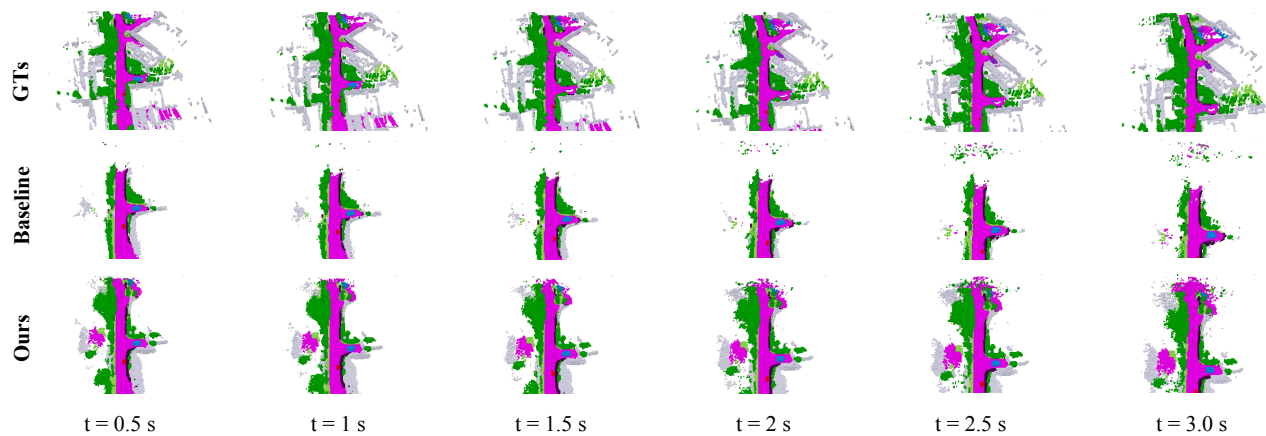 GTs
Baseline
Ours
t = 0.5 s
t = 1 s
t = 1.5 s
t = 2 s
t = 2.5 s
t = 3.0 s